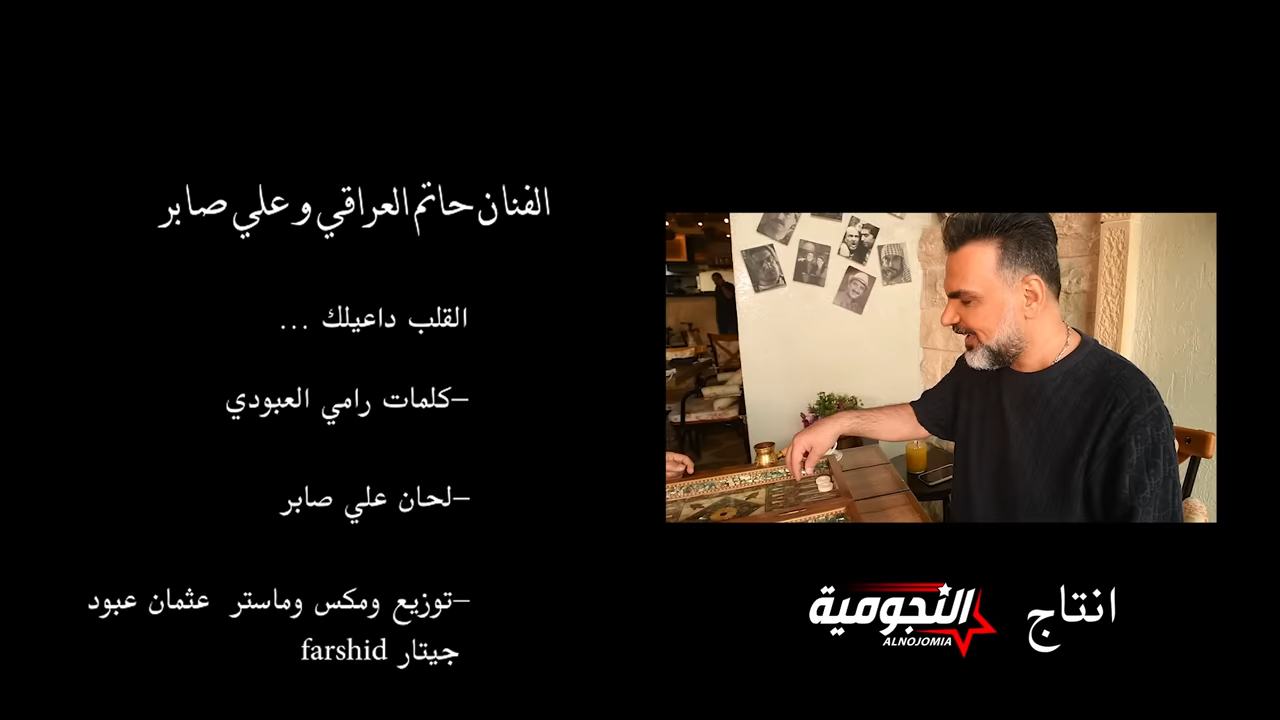 الفنان حاتم العراقي و علي صابر
القلب داعيلك ...
–كلمات رامي العبودي
–لحان علي صابر
–توزيع ومكس وماستر عثمان عبود
جيتار farshid
انتاج النجومية
ALNOJOMIA